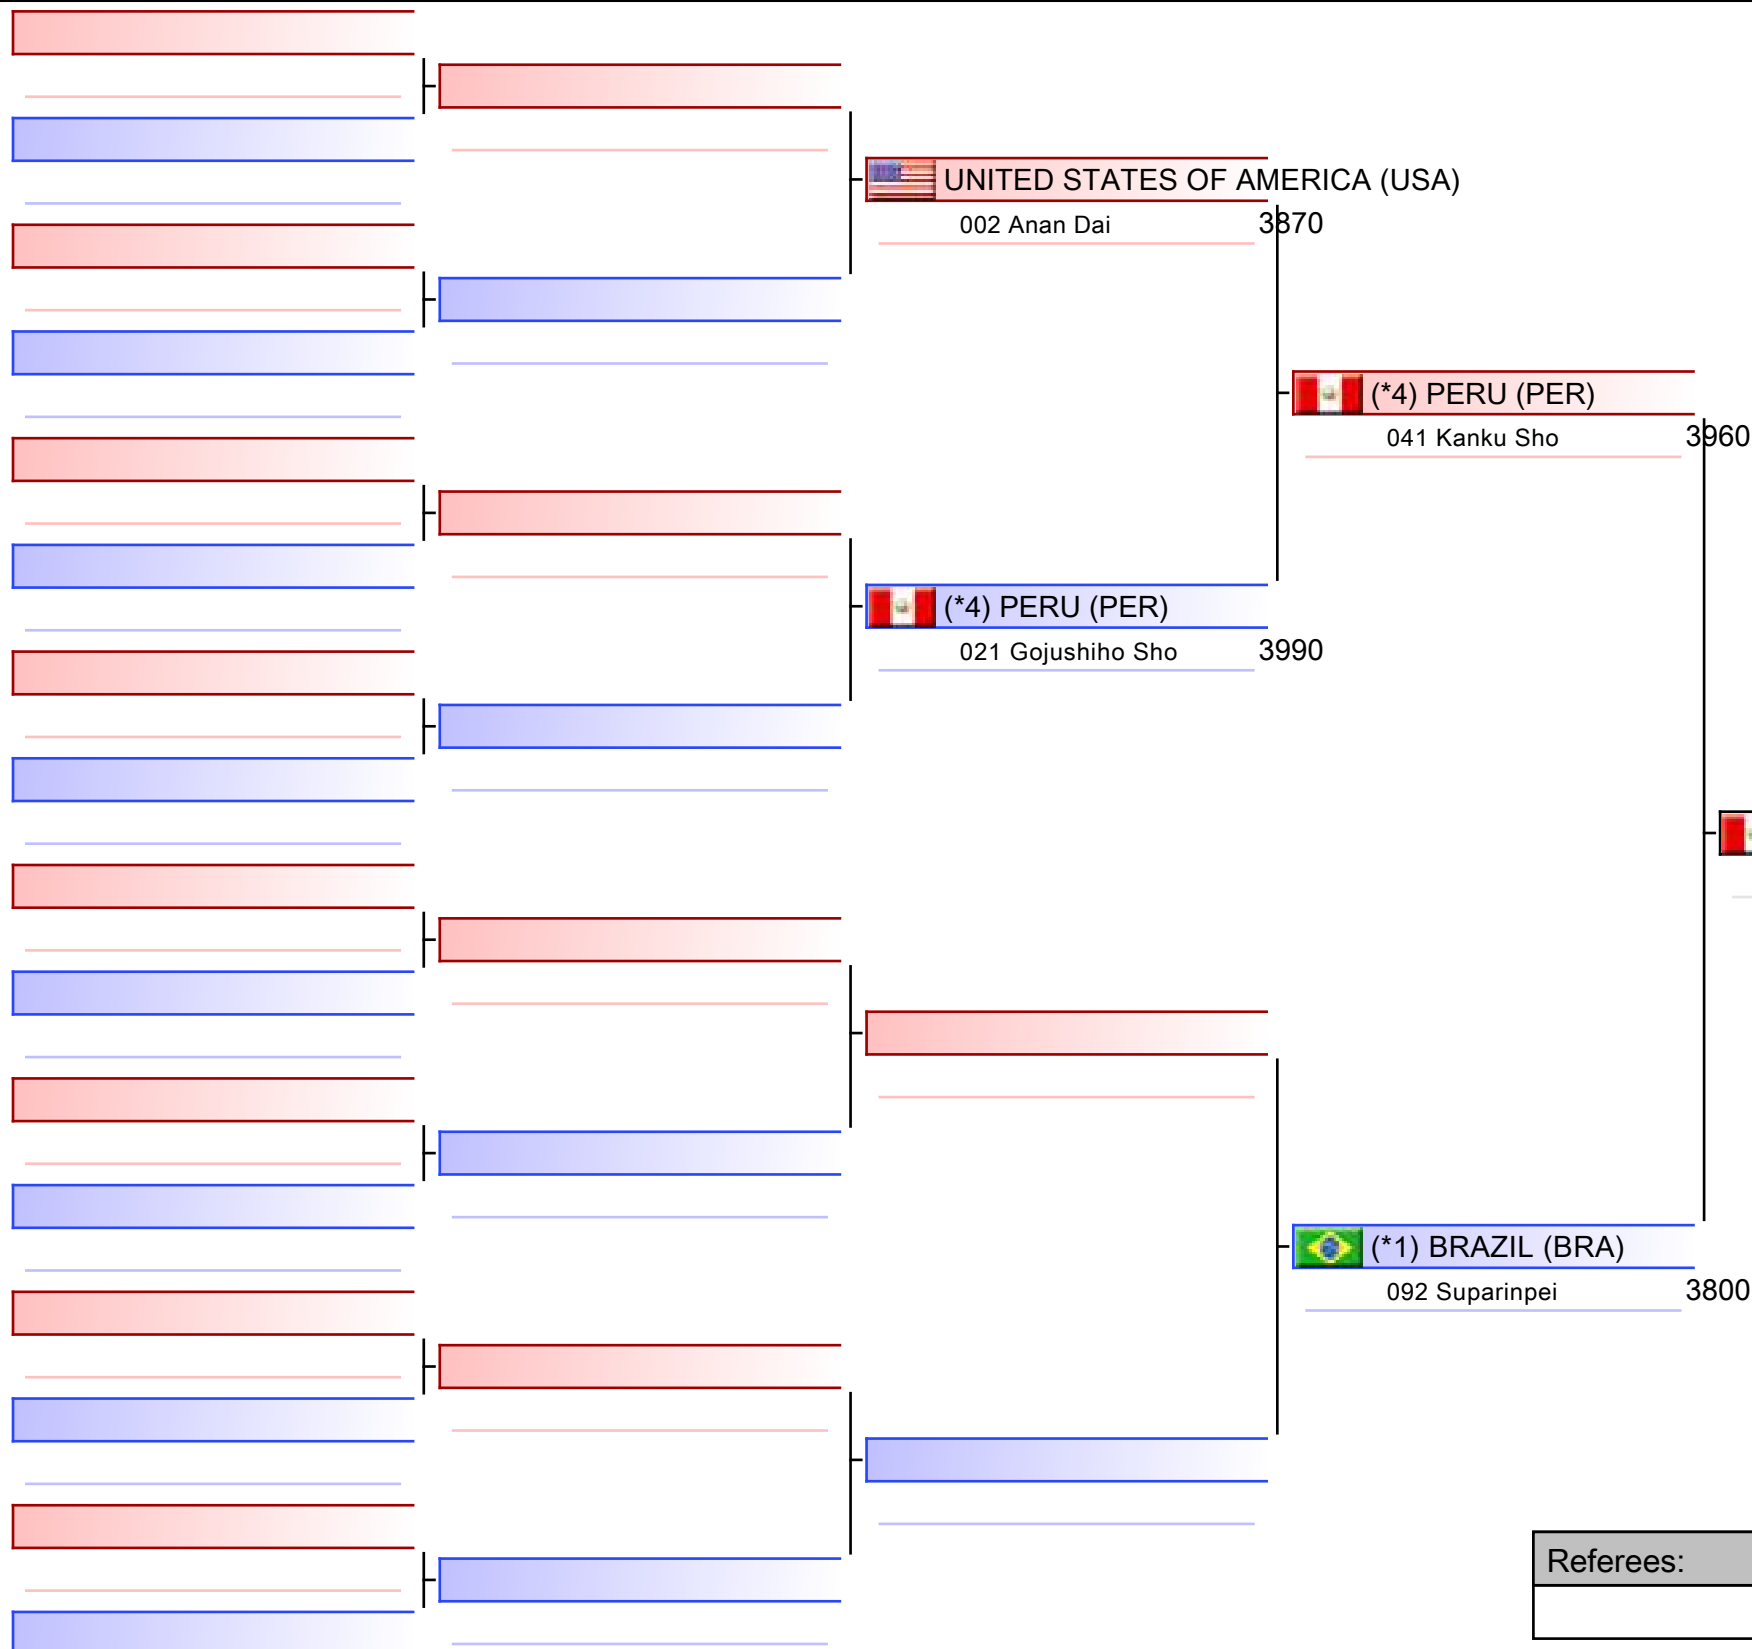 UNITED STATES OF AMERICA (USA)
002 Anan Dai 3870
(*4) PERU (PER)
041 Kanku Sho 3960
(*4) PERU (PER)
021 Gojushiho Sho 3990
(*1) BRAZIL (BRA)
092 Suparinpei 3800
Referees: